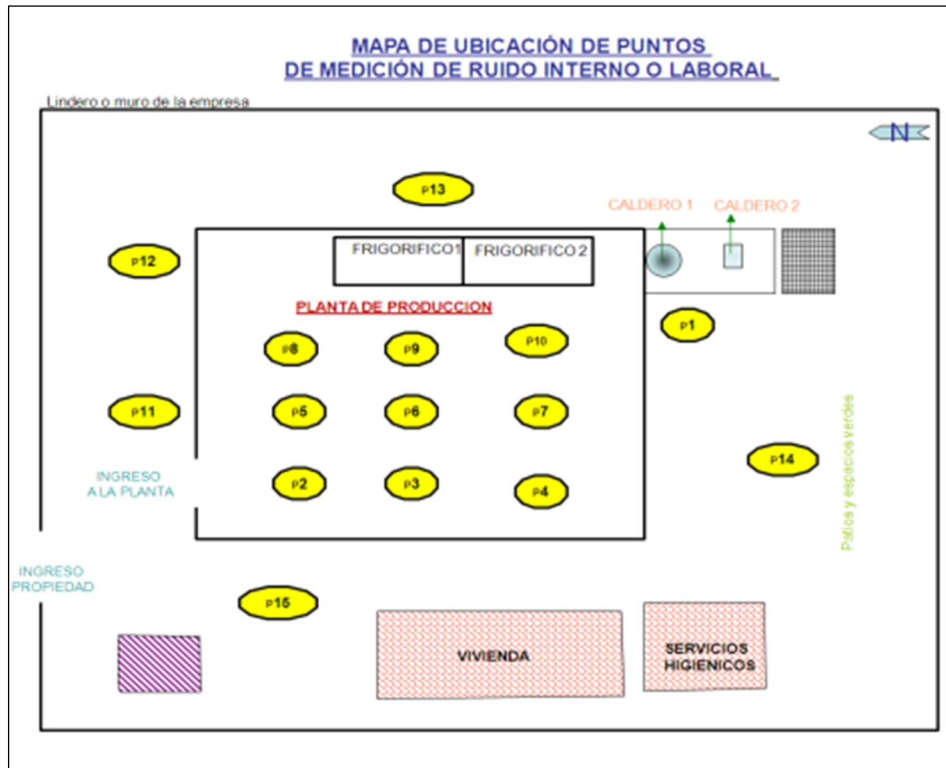 MAPA DE UBICACIÓN DE PUNTOS
DE MEDICIÓN DE RUIDO INTERNO O LABORAL
Lindero o muro de la empresa
N
P13
CALDERO 1
CALDERO 2
P12
FRIGORIFICO 1
FRIGORIFICO 2
PLANTA DE PRODUCCION
P1
P8
P9
P10
P11
P5
P6
P7
P14
Patios y espacios verdes
INGRESO
A LA PLANTA
P2
P3
P4
INGRESO
PROPIEDAD
P15
VIVIENDA
SERVICIOS
HIGIENICOS